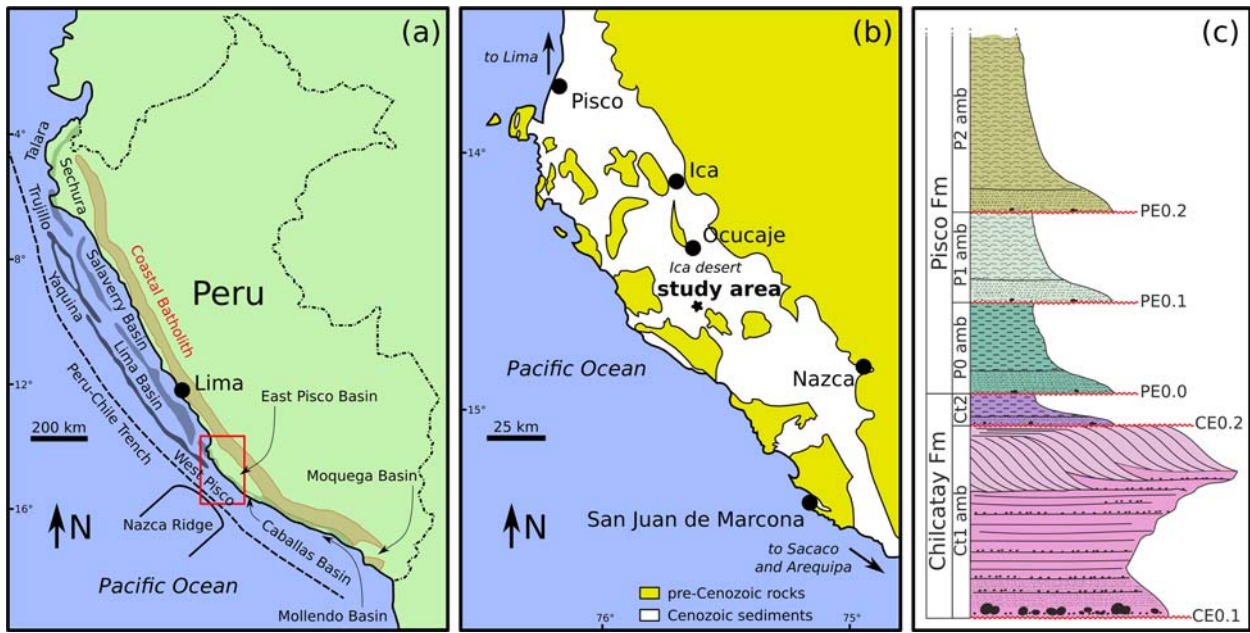 (a)
4°
8°
12°
16°
Talara
Sechura
Trujillo
Salaverry Basin
Yaquina
Lima Basin
Coastal Batholith
Peru
Lima
Peru-Chile Trench
East Pisco Basin
200 km
West Pisco
Moquega Basin
N
Nazca Ridge
Caballas Basin
Pacific Ocean
Mollendo Basin
(b)
to Lima
Pisco
14°
Ica
Ocucaje
Ica desert
study area
Pacific Ocean
Nazca
15°
25 km
San Juan de Marcona
N
to Sacaco
and Arequipa
pre-Cenozoic rocks
Cenozoic sediments
76°
75°
(c)
Pisco Fm
P2 amb
PE0.2
P1 amb
PE0.1
P0 amb
PE0.0
Chilcatay Fm
Ct2
CE0.2
Ct1 amb
CE0.1